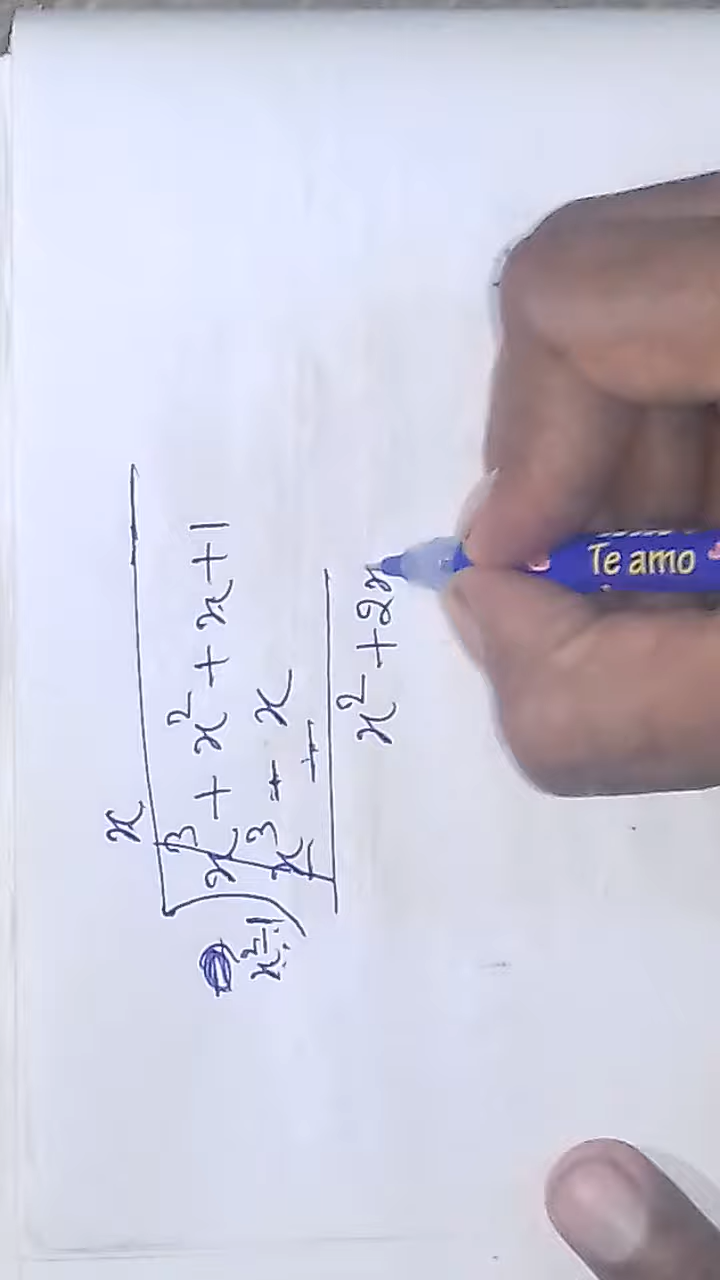 x
x²-1)x³+x²+x+1
x³-x
- +
x²+2x
Te amo